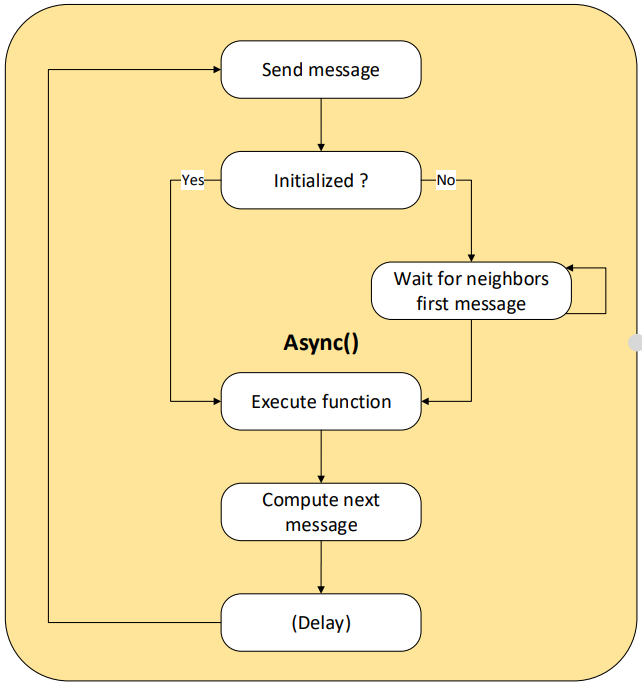 Send message
Initialized ?
Yes
No
Wait for neighbors
first message
Async()
Execute function
Compute next
message
(Delay)